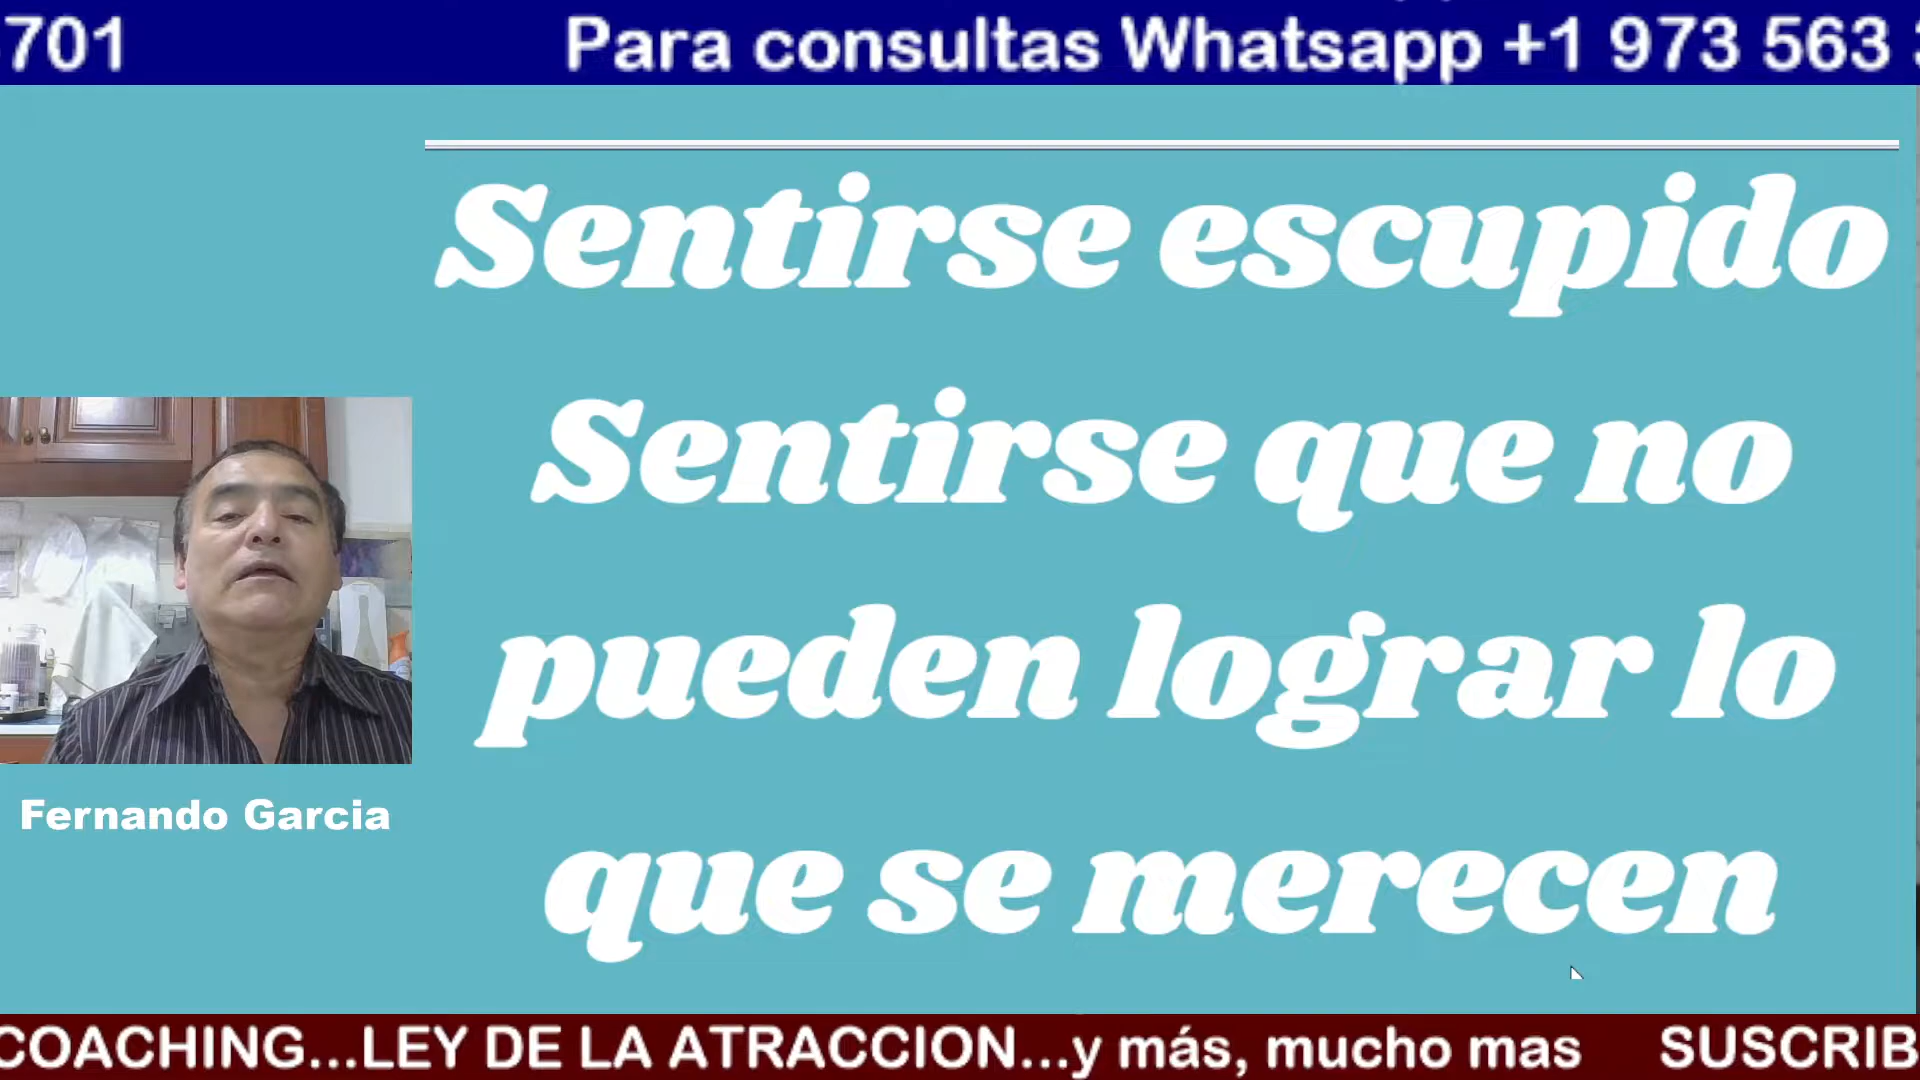 701 Para consultas Whatsapp +1 973 563
Sentirse escupido
Sentirse que no
pueden lograr lo
que se merecen
Fernando Garcia
COACHING...LEY DE LA ATRACCION...y más, mucho mas SUSCRIB